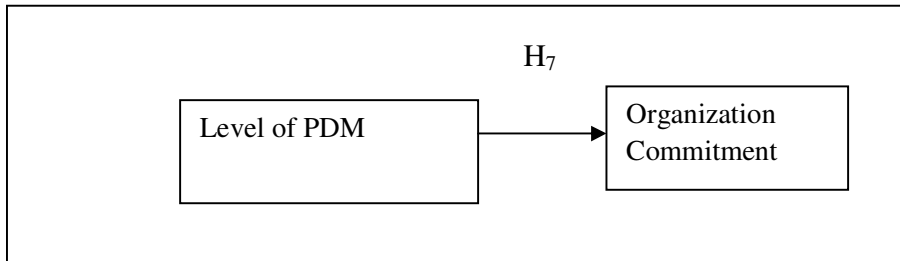 H₇
Level of PDM
Organization
Commitment